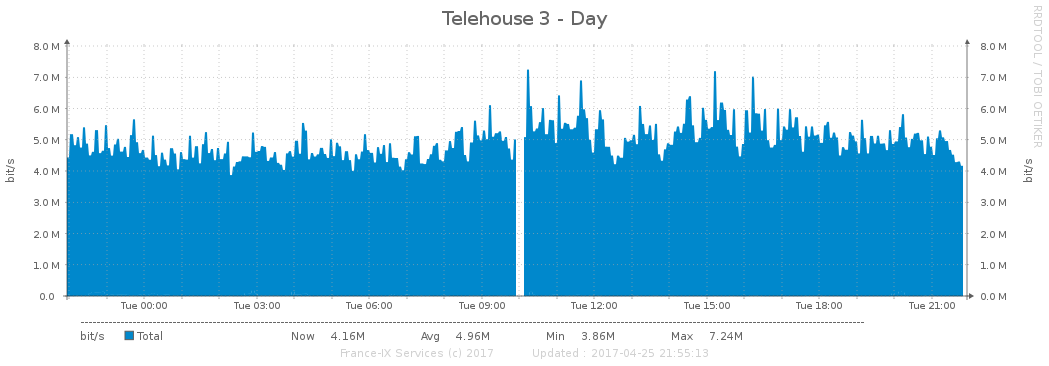 Telehouse 3 - Day
RRDTOOL / TOBI OETIKER
8.0 M 8.0 M
7.0 M 7.0 M
6.0 M 6.0 M
5.0 M 5.0 M
4.0 M 4.0 M
3.0 M 3.0 M
2.0 M 2.0 M
1.0 M 1.0 M
0.0 0.0 M
bit/s
bit/s
Tue 00:00 Tue 03:00 Tue 06:00 Tue 09:00 Tue 12:00 Tue 15:00 Tue 18:00 Tue 21:00
bit/s Total Now 4.16M Avg 4.96M Min 3.86M Max 7.24M
France-IX Services (c) 2017 Updated : 2017-04-25 21:55:13